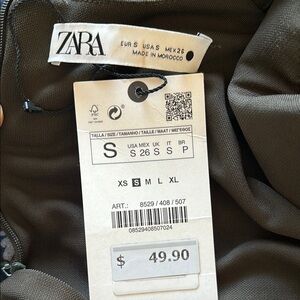 ZARA
EUR S USA S MEX 26
MADE IN MOROCCO
FSC
TALLA / SIZE / TAMANHO / TAILLE / MAAT /
S
USA MEX UK IT BR
S 26 S S P
XS S M L XL
ART.: 8529 / 408 / 507
08529408507024
$ 49.90